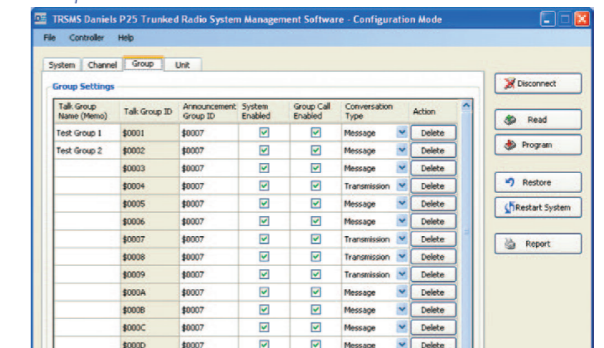 TRSMS Daniels P25 Trunked Radio System Management Software - Configuration Mode
File Controller Help
System Channel Group Unit
Group Settings
Talk Group Name (Memo) Talk Group ID Announcement Group ID System Enabled Group Call Enabled Conversation Type Action
Test Group 1 $0001 $0007 Message Delete
Test Group 2 $0002 $0007 Message Delete
$0003 $0007 Message Delete
$0004 $0007 Transmission Delete
$0005 $0007 Message Delete
$0006 $0007 Message Delete
$0007 $0007 Transmission Delete
$0008 $0007 Transmission Delete
$0009 $0007 Transmission Delete
$000A $0007 Message Delete
$000B $0007 Message Delete
$000C $0007 Message Delete
$000D $0007 Message Delete
Disconnect
Read
Program
Restore
Restart System
Report